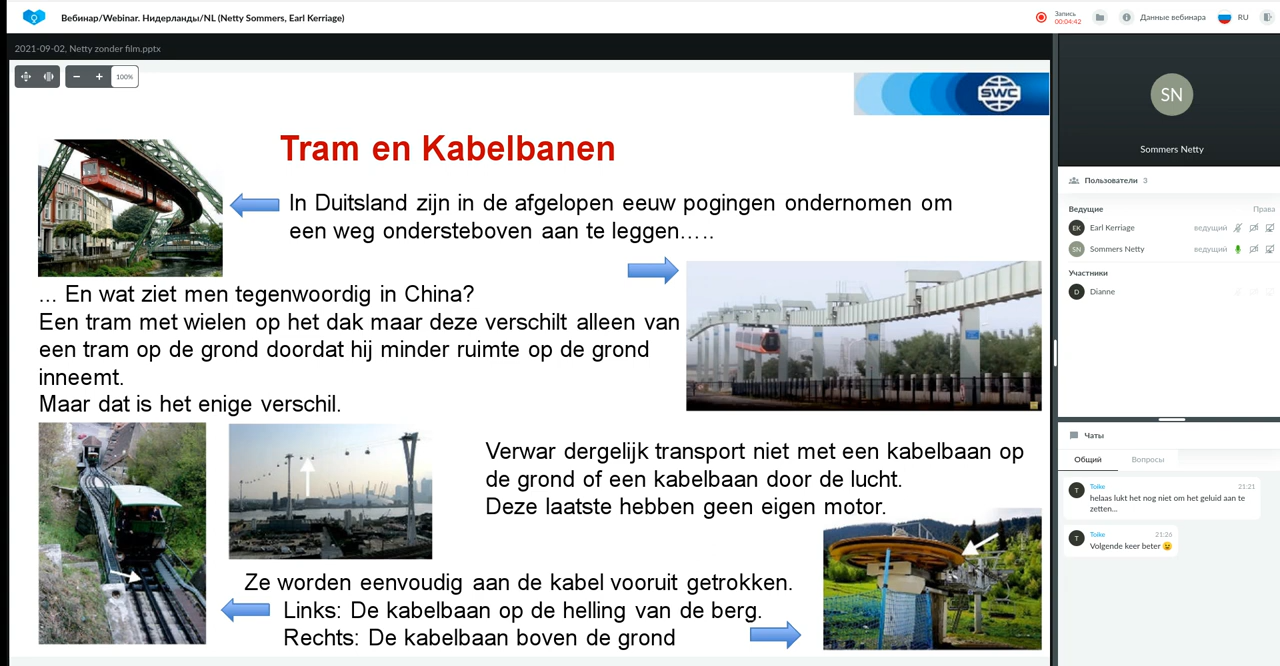 Вебинар/Webinar. Нидерланды/NL (Netty Sommers, Earl Kerriage)
Запись
00:04:42
Данные вебинара
RU
2021-09-02, Netty zonder film.pptx
100%
SWC
Tram en Kabelbanen
In Duitsland zijn in de afgelopen eeuw pogingen ondernomen om
een weg ondersteboven aan te leggen.....
... En wat ziet men tegenwoordig in China?
Een tram met wielen op het dak maar deze verschilt alleen van
een tram op de grond doordat hij minder ruimte op de grond
inneemt.
Maar dat is het enige verschil.
Verwar dergelijk transport niet met een kabelbaan op
de grond of een kabelbaan door de lucht.
Deze laatste hebben geen eigen motor.
Ze worden eenvoudig aan de kabel vooruit getrokken.
Links: De kabelbaan op de helling van de berg.
Rechts: De kabelbaan boven de grond
SN
Sommers Netty
Пользователи 3
Ведущие Права
EK Earl Kerriage ведущий
SN Sommers Netty ведущий
Участники
D Dianne
Чаты
Общий Вопросы
T Toike 21:21
helaas lukt het nog niet om het geluid aan te
zetten...
T Toike 21:26
Volgende keer beter 😉